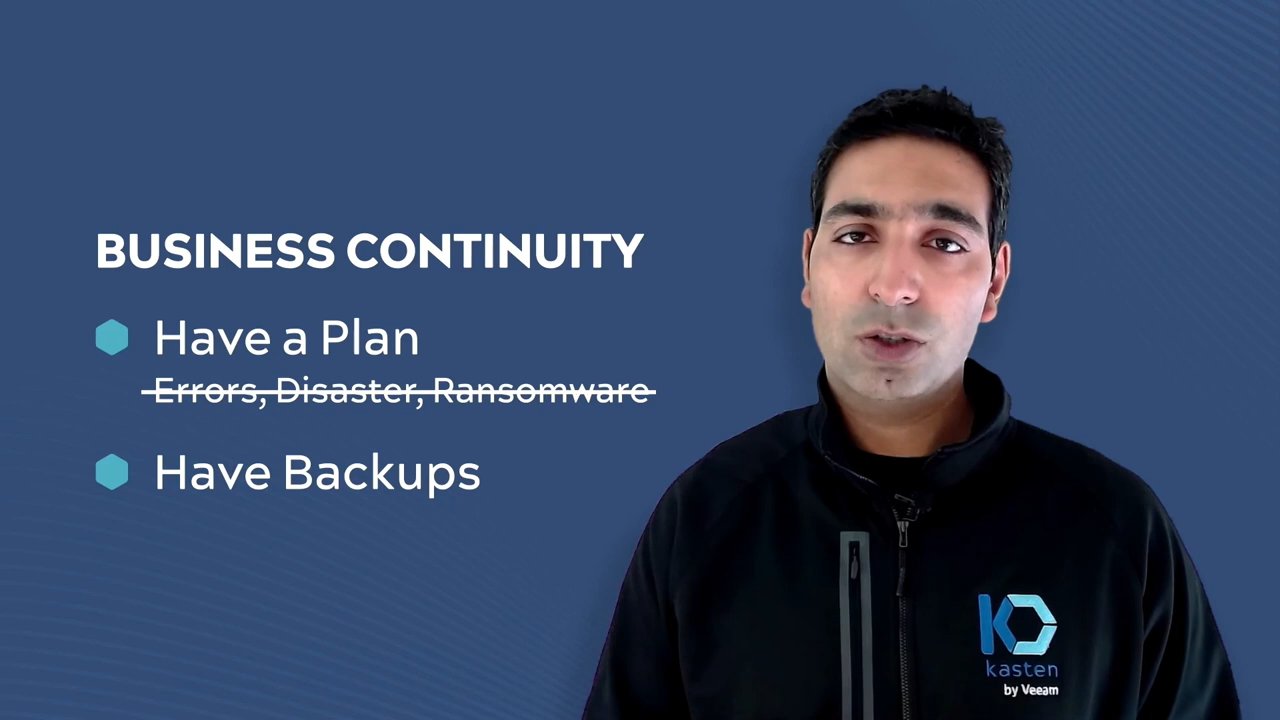 BUSINESS CONTINUITY
Have a Plan
Errors, Disaster, Ransomware
Have Backups
kasten
by Veeam